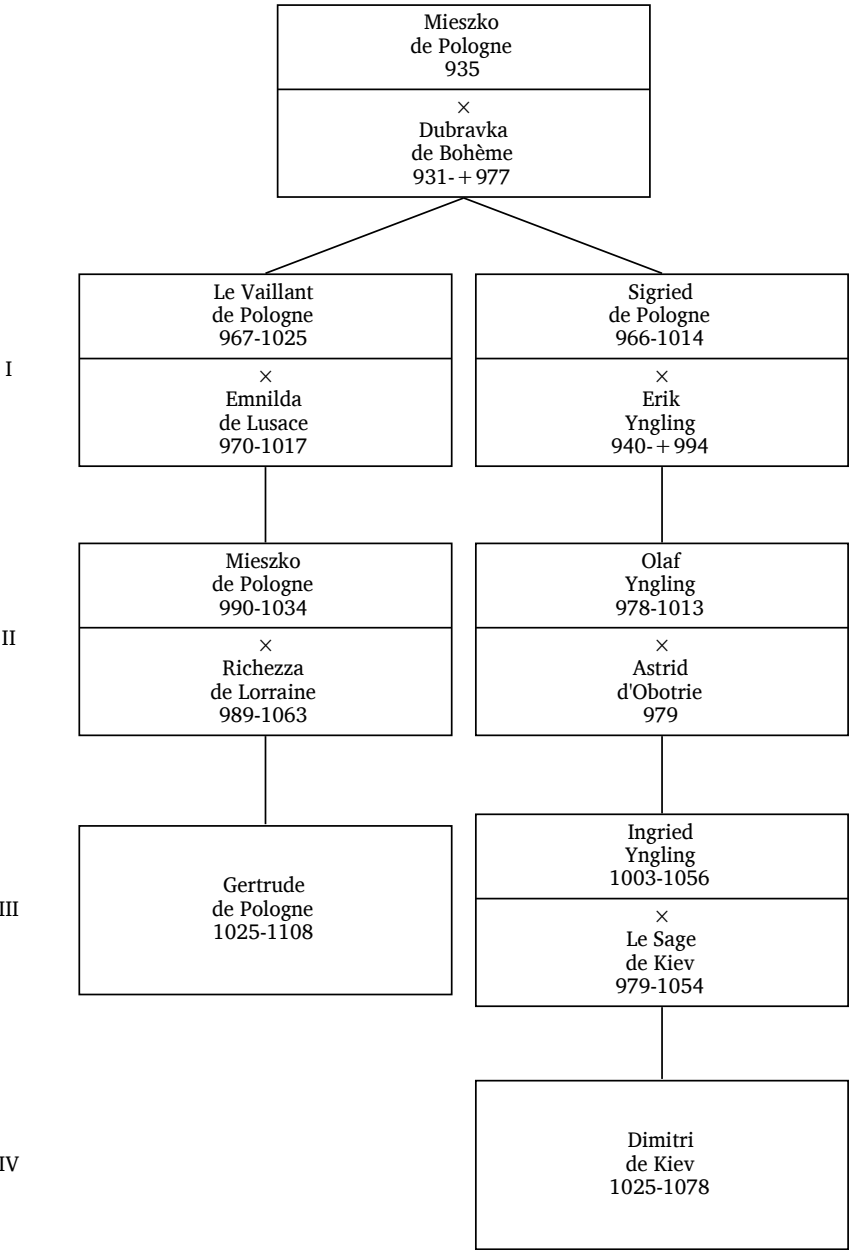 Mieszko
de Pologne
935
×
Dubravka
de Bohème
931-+977
Le Vaillant
de Pologne
967-1025
×
Emnilda
de Lusace
970-1017
Sigried
de Pologne
966-1014
×
Erik
Yngling
940-+994
I
Mieszko
de Pologne
990-1034
×
Richezza
de Lorraine
989-1063
Olaf
Yngling
978-1013
×
Astrid
d'Obotrie
979
II
Gertrude
de Pologne
1025-1108
Ingried
Yngling
1003-1056
×
Le Sage
de Kiev
979-1054
III
Dimitri
de Kiev
1025-1078
IV